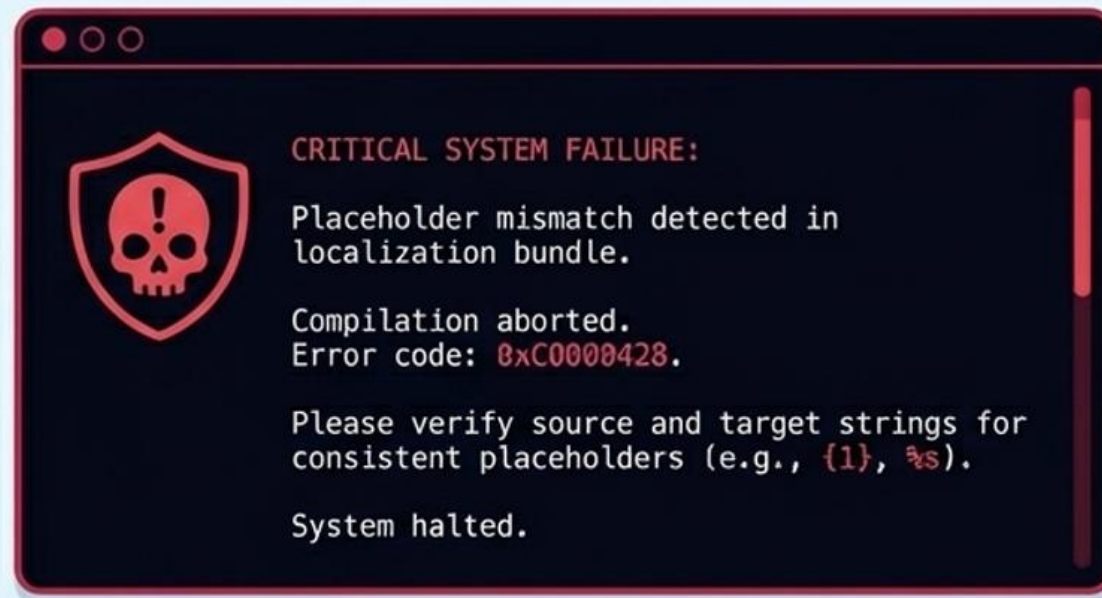 CRITICAL SYSTEM FAILURE:
Placeholder mismatch detected in
localization bundle.
Compilation aborted.
Error code: 0xC0000428.
Please verify source and target strings for
consistent placeholders (e.g., {1}, %s).
System halted.